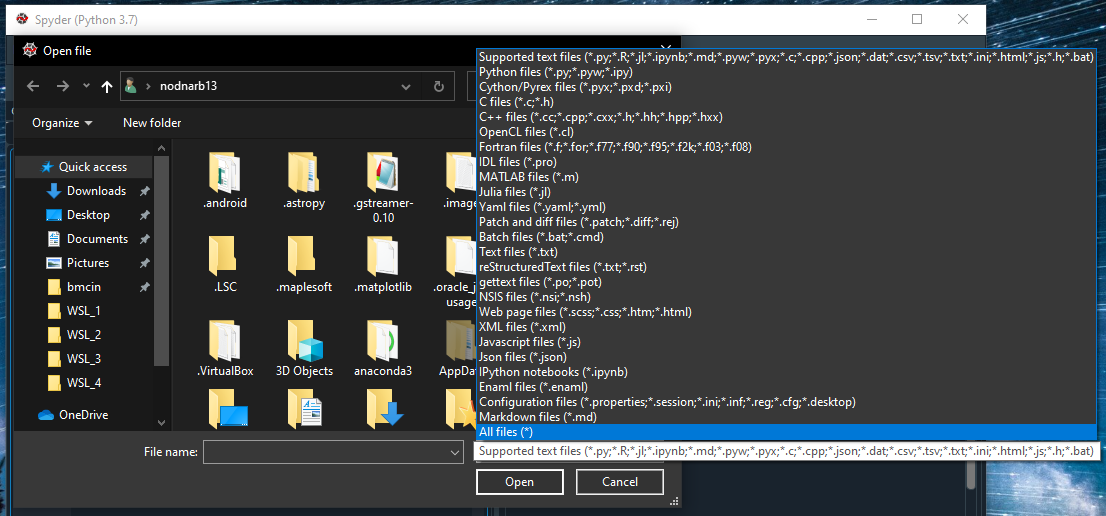 Spyder (Python 3.7)
Open file
nodnarb13
Organize
New folder
Quick access
Downloads
Desktop
Documents
Pictures
bmcin
WSL_1
WSL_2
WSL_3
WSL_4
OneDrive
.android
.astropy
.gstreamer-
0.10
.image
.LSC
.maplesoft
.matplotlib
.oracle_j
usage
.VirtualBox
3D Objects
anaconda3
AppDat
File name:
Supported text files (*.py;*.R;*.jl;*.ipynb;*.md;*.pyw;*.pyx;*.c;*.cpp;*.json;*.dat;*.csv;*.tsv;*.txt;*.ini;*.html;*.js;*.h;*.bat)
Python files (*.py;*.pyw;*.ipy)
Cython/Pyrex files (*.pyx;*.pxd;*.pxi)
C files (*.c;*.h)
C++ files (*.cc;*.cpp;*.cxx;*.h;*.hh;*.hpp;*.hxx)
OpenCL files (*.cl)
Fortran files (*.f;*.for;*.f77;*.f90;*.f95;*.f2k;*.f03;*.f08)
IDL files (*.pro)
MATLAB files (*.m)
Julia files (*.jl)
Yaml files (*.yaml;*.yml)
Patch and diff files (*.patch;*.diff;*.rej)
Batch files (*.bat;*.cmd)
Text files (*.txt)
reStructuredText files (*.txt;*.rst)
gettext files (*.po;*.pot)
NSIS files (*.nsi;*.nsh)
Web page files (*.scss;*.css;*.htm;*.html)
XML files (*.xml)
Javascript files (*.js)
Json files (*.json)
IPython notebooks (*.ipynb)
Enaml files (*.enaml)
Configuration files (*.properties;*.session;*.ini;*.inf;*.reg;*.cfg;*.desktop)
Markdown files (*.md)
All files (*)
Supported text files (*.py;*.R;*.jl;*.ipynb;*.md;*.pyw;*.pyx;*.c;*.cpp;*.json;*.dat;*.csv;*.tsv;*.txt;*.ini;*.html;*.js;*.h;*.bat)
Open
Cancel